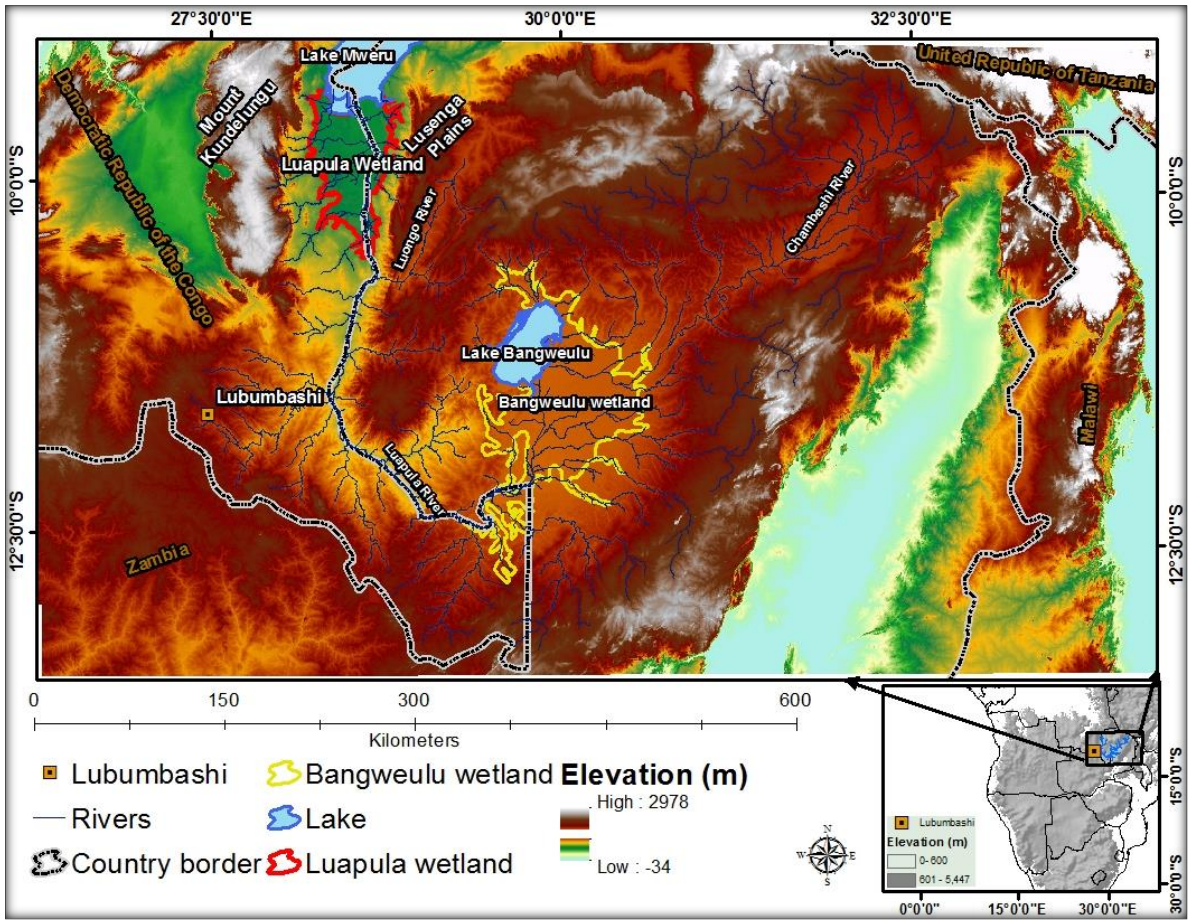 27°30'0"E 30°0'0"E 32°30'0"E
Lake Mweru
United Republic of Tanzania
Democratic Republic of the Congo
Mount
Kundelungu
Lusenga
Plains
Luapula Wetland
10°0'0"S
10°0'0"S
Luongo River
Chambeshi River
Lake Bangweulu
Lubumbashi
Bangweulu wetland
Malawi
Luapula River
12°30'0"S
12°30'0"S
Zambia
0 150 300 600
Kilometers
Lubumbashi
Rivers
Country border
Bangweulu wetland
Lake
Luapula wetland
Elevation (m)
High : 2978
Low : -34
N
W E
S
Lubumbashi
Elevation (m)
0- 600
601 - 5,447
15°0'0"S
30°0'0"S
0°0'0" 15°0'0"E 30°0'0"E